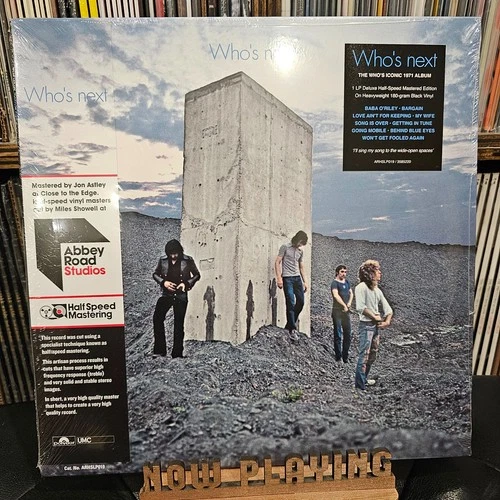 Who's next
Who's next
Who's next
THE WHO'S ICONIC 1971 ALBUM
1 LP Deluxe Half-Speed Mastered Edition
On Heavyweight 180-gram Black Vinyl
BABA O'RILEY • BARGAIN
LOVE AIN'T FOR KEEPING • MY WIFE
SONG IS OVER • GETTING IN TUNE
GOING MOBILE • BEHIND BLUE EYES
WON'T GET FOOLED AGAIN
'I'll sing my song to the wide-open spaces'
ARHSLP019 /
Mastered by Jon Astley
at Close to the Edge.
Half-speed vinyl masters
cut by Miles Showell at
Abbey
Road
Studios
Half Speed
Mastering
This record was cut using a
specialist technique known as
half-speed mastering.
This artisan process results in
cuts that have superior high
frequency response (treble)
and very solid and stable stereo
images.
In short, a very high quality master
that helps to create a very high
quality record.
polydor
UMC
Cat. No. ARHSLP019
NOW PLAYING